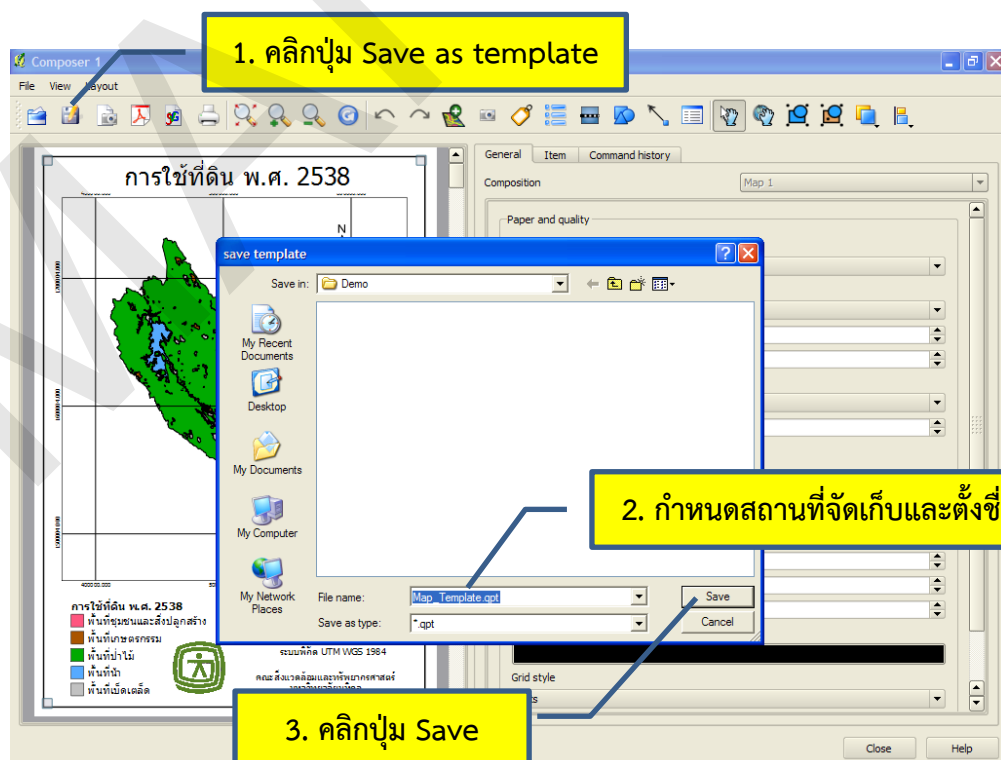 1. คลิกปุ่ม Save as template
Composer 1
File View Layout
General Item Command history
Composition Map 1
Paper and quality
การใช้ที่ดิน พ.ศ. 2538
N
save template
Save in: Demo
My Recent Documents
Desktop
My Documents
My Computer
My Network Places
2. กำหนดสถานที่จัดเก็บและตั้งชื่
File name: Map_Template.qpt Save
Save as type: *.qpt Cancel
การใช้ที่ดิน พ.ศ. 2538
พื้นที่ชุมชนและสิ่งปลูกสร้าง
พื้นที่เกษตรกรรม
พื้นที่ป่าไม้
พื้นที่น้ำ
พื้นที่เบ็ดเตล็ด
ระบบพิกัด UTM WGS 1984
คณะสิ่งแวดล้อมและทรัพยากรศาสตร์
Grid style
3. คลิกปุ่ม Save
Close Help